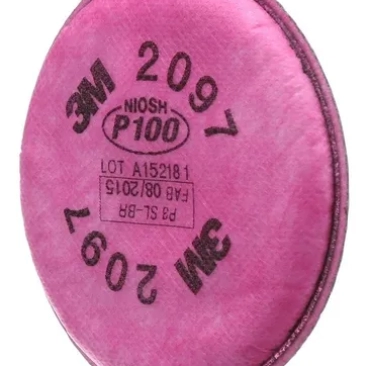 3M 2097
NIOSH
P100
LOT A152181
FAB 08/2015
P3 SL-BR
3M 2097